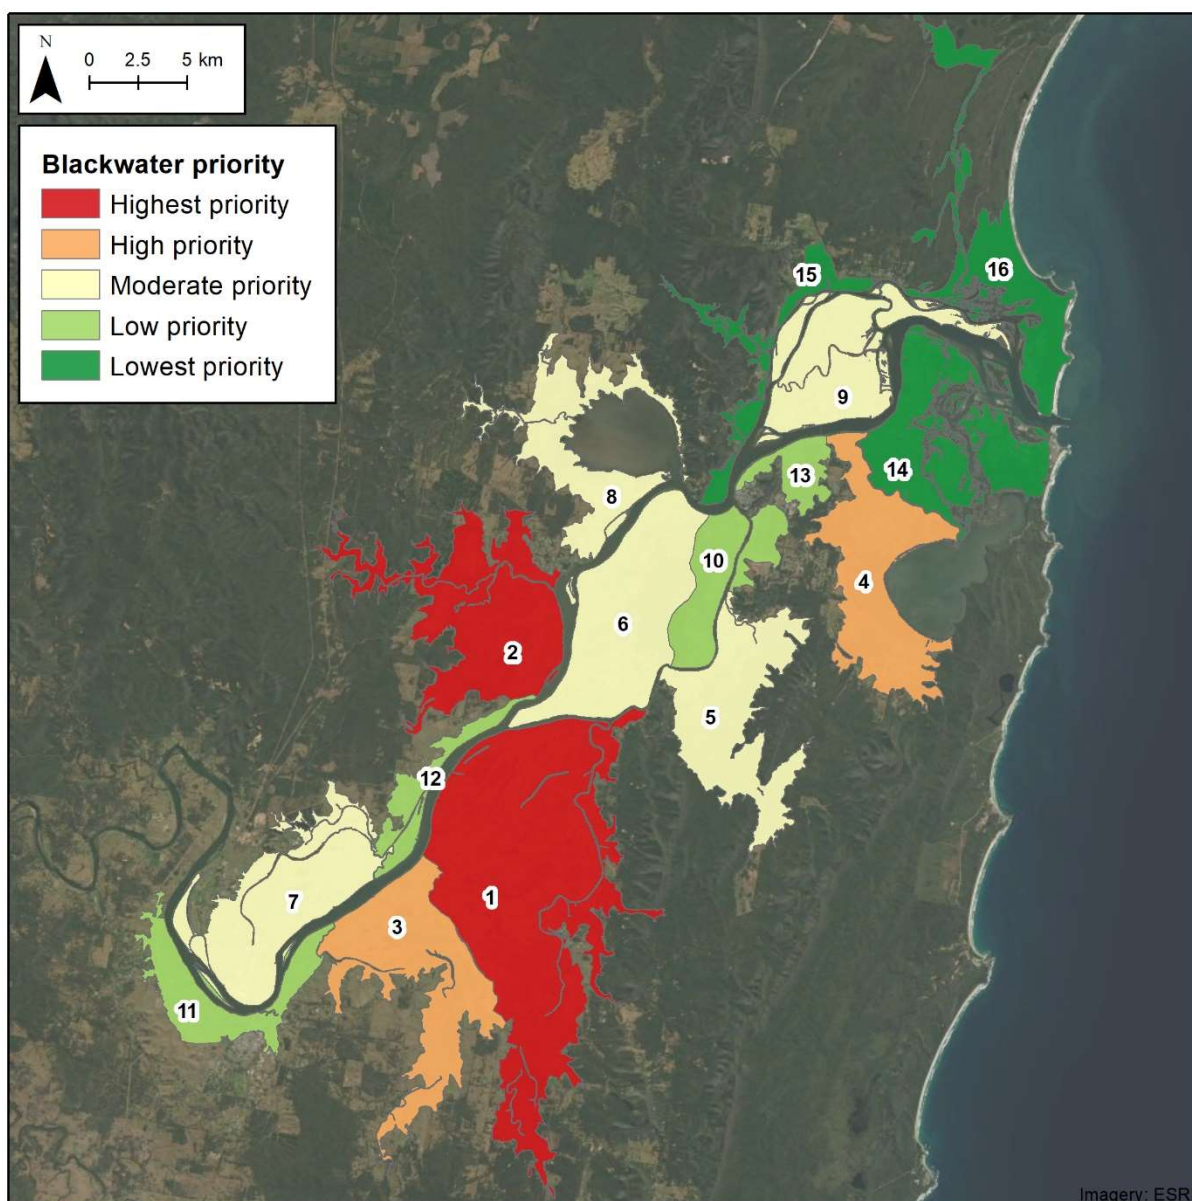 N
0 2.5 5 km
Blackwater priority
Highest priority
High priority
Moderate priority
Low priority
Lowest priority
15
16
9
13
14
8
10
4
6
2
5
12
1
7
3
11
Imagery: ESR